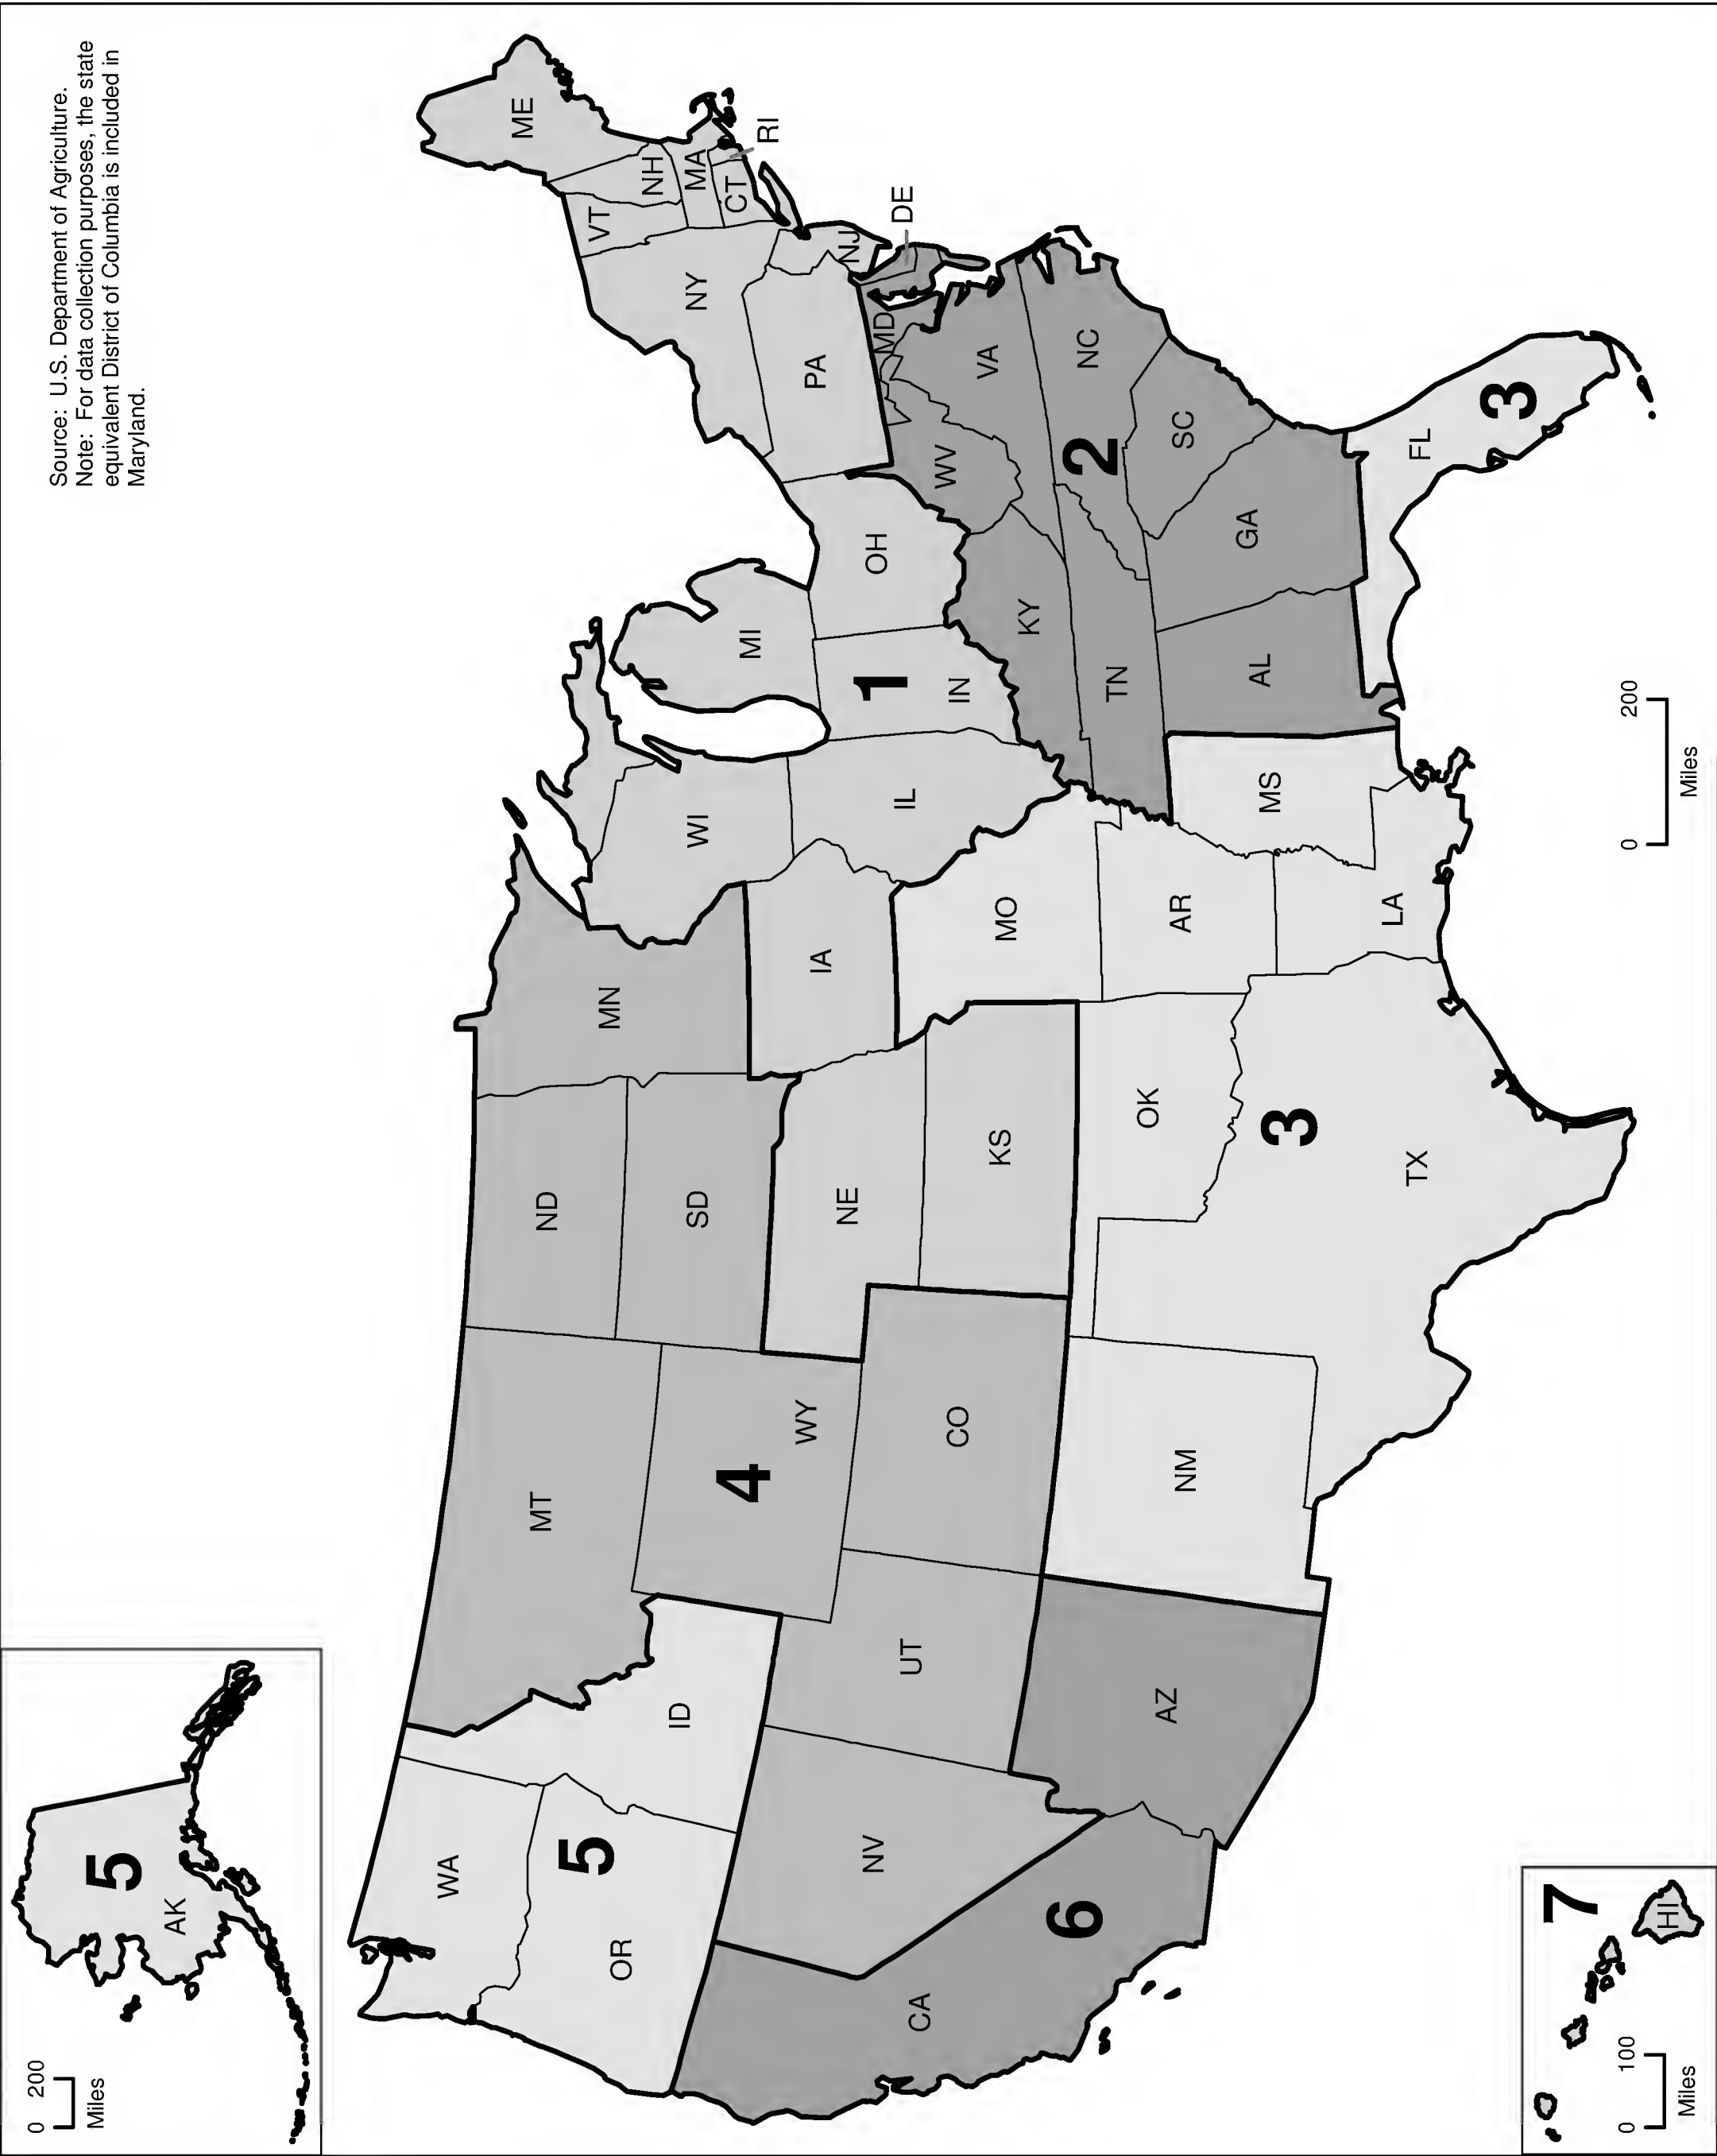 Source: U.S. Department of Agriculture.
Note: For data collection purposes, the state
equivalent District of Columbia is included in
Maryland.
0 200
Miles
5
AK
WA
MT
ND
MN
ME
VT
NH
5
OR
ID
4
WY
SD
WI
MI
NY
MA
CT
RI
NV
UT
CO
NE
IA
IL
1
IN
OH
PA
NJ
DE
MD
CA
6
AZ
NM
KS
MO
KY
WV
VA
OK
AR
TN
2
NC
SC
3
TX
LA
MS
AL
GA
FL
3
7
HI
0 100
Miles
0 200
Miles